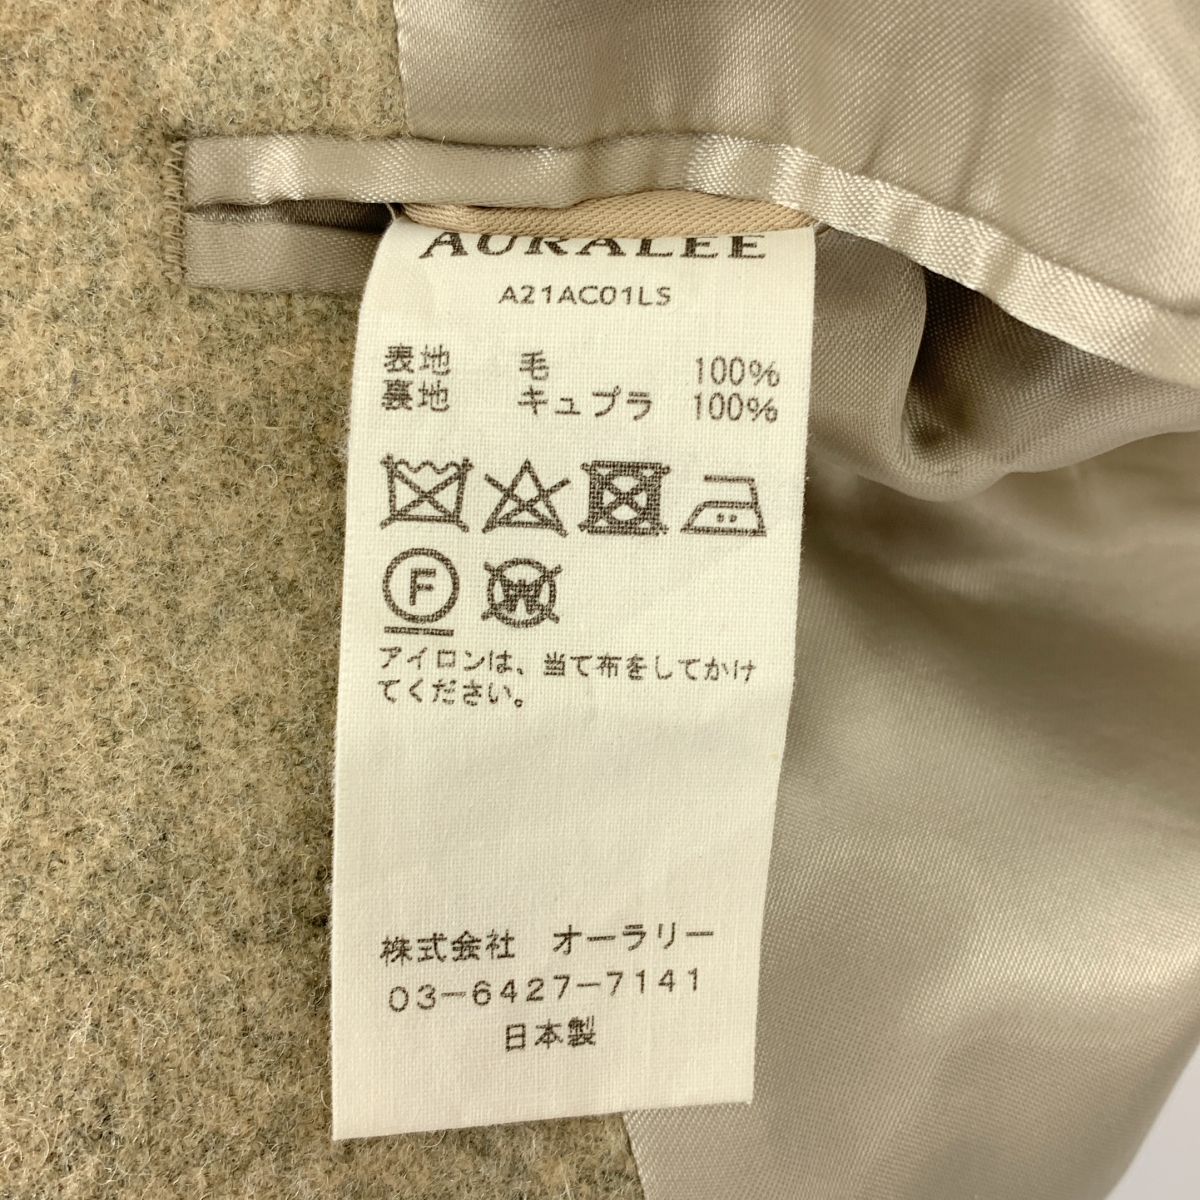 AURALEE
A21AC01LS
表地 毛 100%
裏地 キュプラ 100%
F
W
アイロンは、当て布をしてかけ
てください。
株式会社 オーラリー
03-6427-7141
日本製